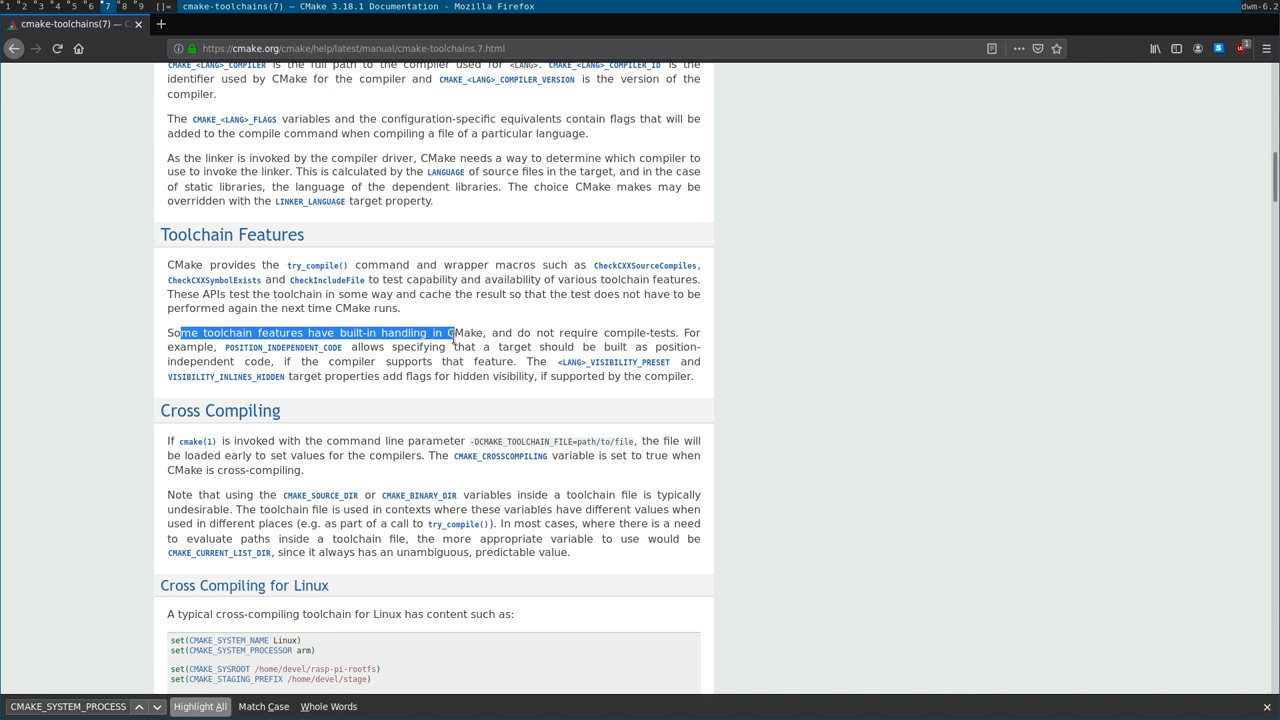 1 2 3 4 5 6 7 8 9 []= cmake-toolchains(7) — CMake 3.18.1 Documentation - Mozilla Firefox dwm-6.2
cmake-toolchains(7) — C
https://cmake.org/cmake/help/latest/manual/cmake-toolchains.7.html
CMAKE_<LANG>_COMPILER is the full path to the compiler used for <LANG>. CMAKE_<LANG>_COMPILER_ID is the
identifier used by CMake for the compiler and CMAKE_<LANG>_COMPILER_VERSION is the version of the
compiler.
The CMAKE_<LANG>_FLAGS variables and the configuration-specific equivalents contain flags that will be
added to the compile command when compiling a file of a particular language.
As the linker is invoked by the compiler driver, CMake needs a way to determine which compiler to
use to invoke the linker. This is calculated by the LANGUAGE of source files in the target, and in the case
of static libraries, the language of the dependent libraries. The choice CMake makes may be
overridden with the LINKER_LANGUAGE target property.
Toolchain Features
CMake provides the try_compile() command and wrapper macros such as CheckCXXSourceCompiles,
CheckCXXSymbolExists and CheckIncludeFile to test capability and availability of various toolchain features.
These APIs test the toolchain in some way and cache the result so that the test does not have to be
performed again the next time CMake runs.
Some toolchain features have built-in handling in CMake, and do not require compile-tests. For
example, POSITION_INDEPENDENT_CODE allows specifying that a target should be built as position-
independent code, if the compiler supports that feature. The <LANG>_VISIBILITY_PRESET and
VISIBILITY_INLINES_HIDDEN target properties add flags for hidden visibility, if supported by the compiler.
Cross Compiling
If cmake(1) is invoked with the command line parameter -DCMAKE_TOOLCHAIN_FILE=path/to/file, the file will
be loaded early to set values for the compilers. The CMAKE_CROSSCOMPILING variable is set to true when
CMake is cross-compiling.
Note that using the CMAKE_SOURCE_DIR or CMAKE_BINARY_DIR variables inside a toolchain file is typically
undesirable. The toolchain file is used in contexts where these variables have different values when
used in different places (e.g. as part of a call to try_compile()). In most cases, where there is a need
to evaluate paths inside a toolchain file, the more appropriate variable to use would be
CMAKE_CURRENT_LIST_DIR, since it always has an unambiguous, predictable value.
Cross Compiling for Linux
A typical cross-compiling toolchain for Linux has content such as:
set(CMAKE_SYSTEM_NAME Linux)
set(CMAKE_SYSTEM_PROCESSOR arm)
set(CMAKE_SYSROOT /home/devel/rasp-pi-rootfs)
set(CMAKE_STAGING_PREFIX /home/devel/stage)
CMAKE_SYSTEM_PROCESS Highlight All Match Case Whole Words